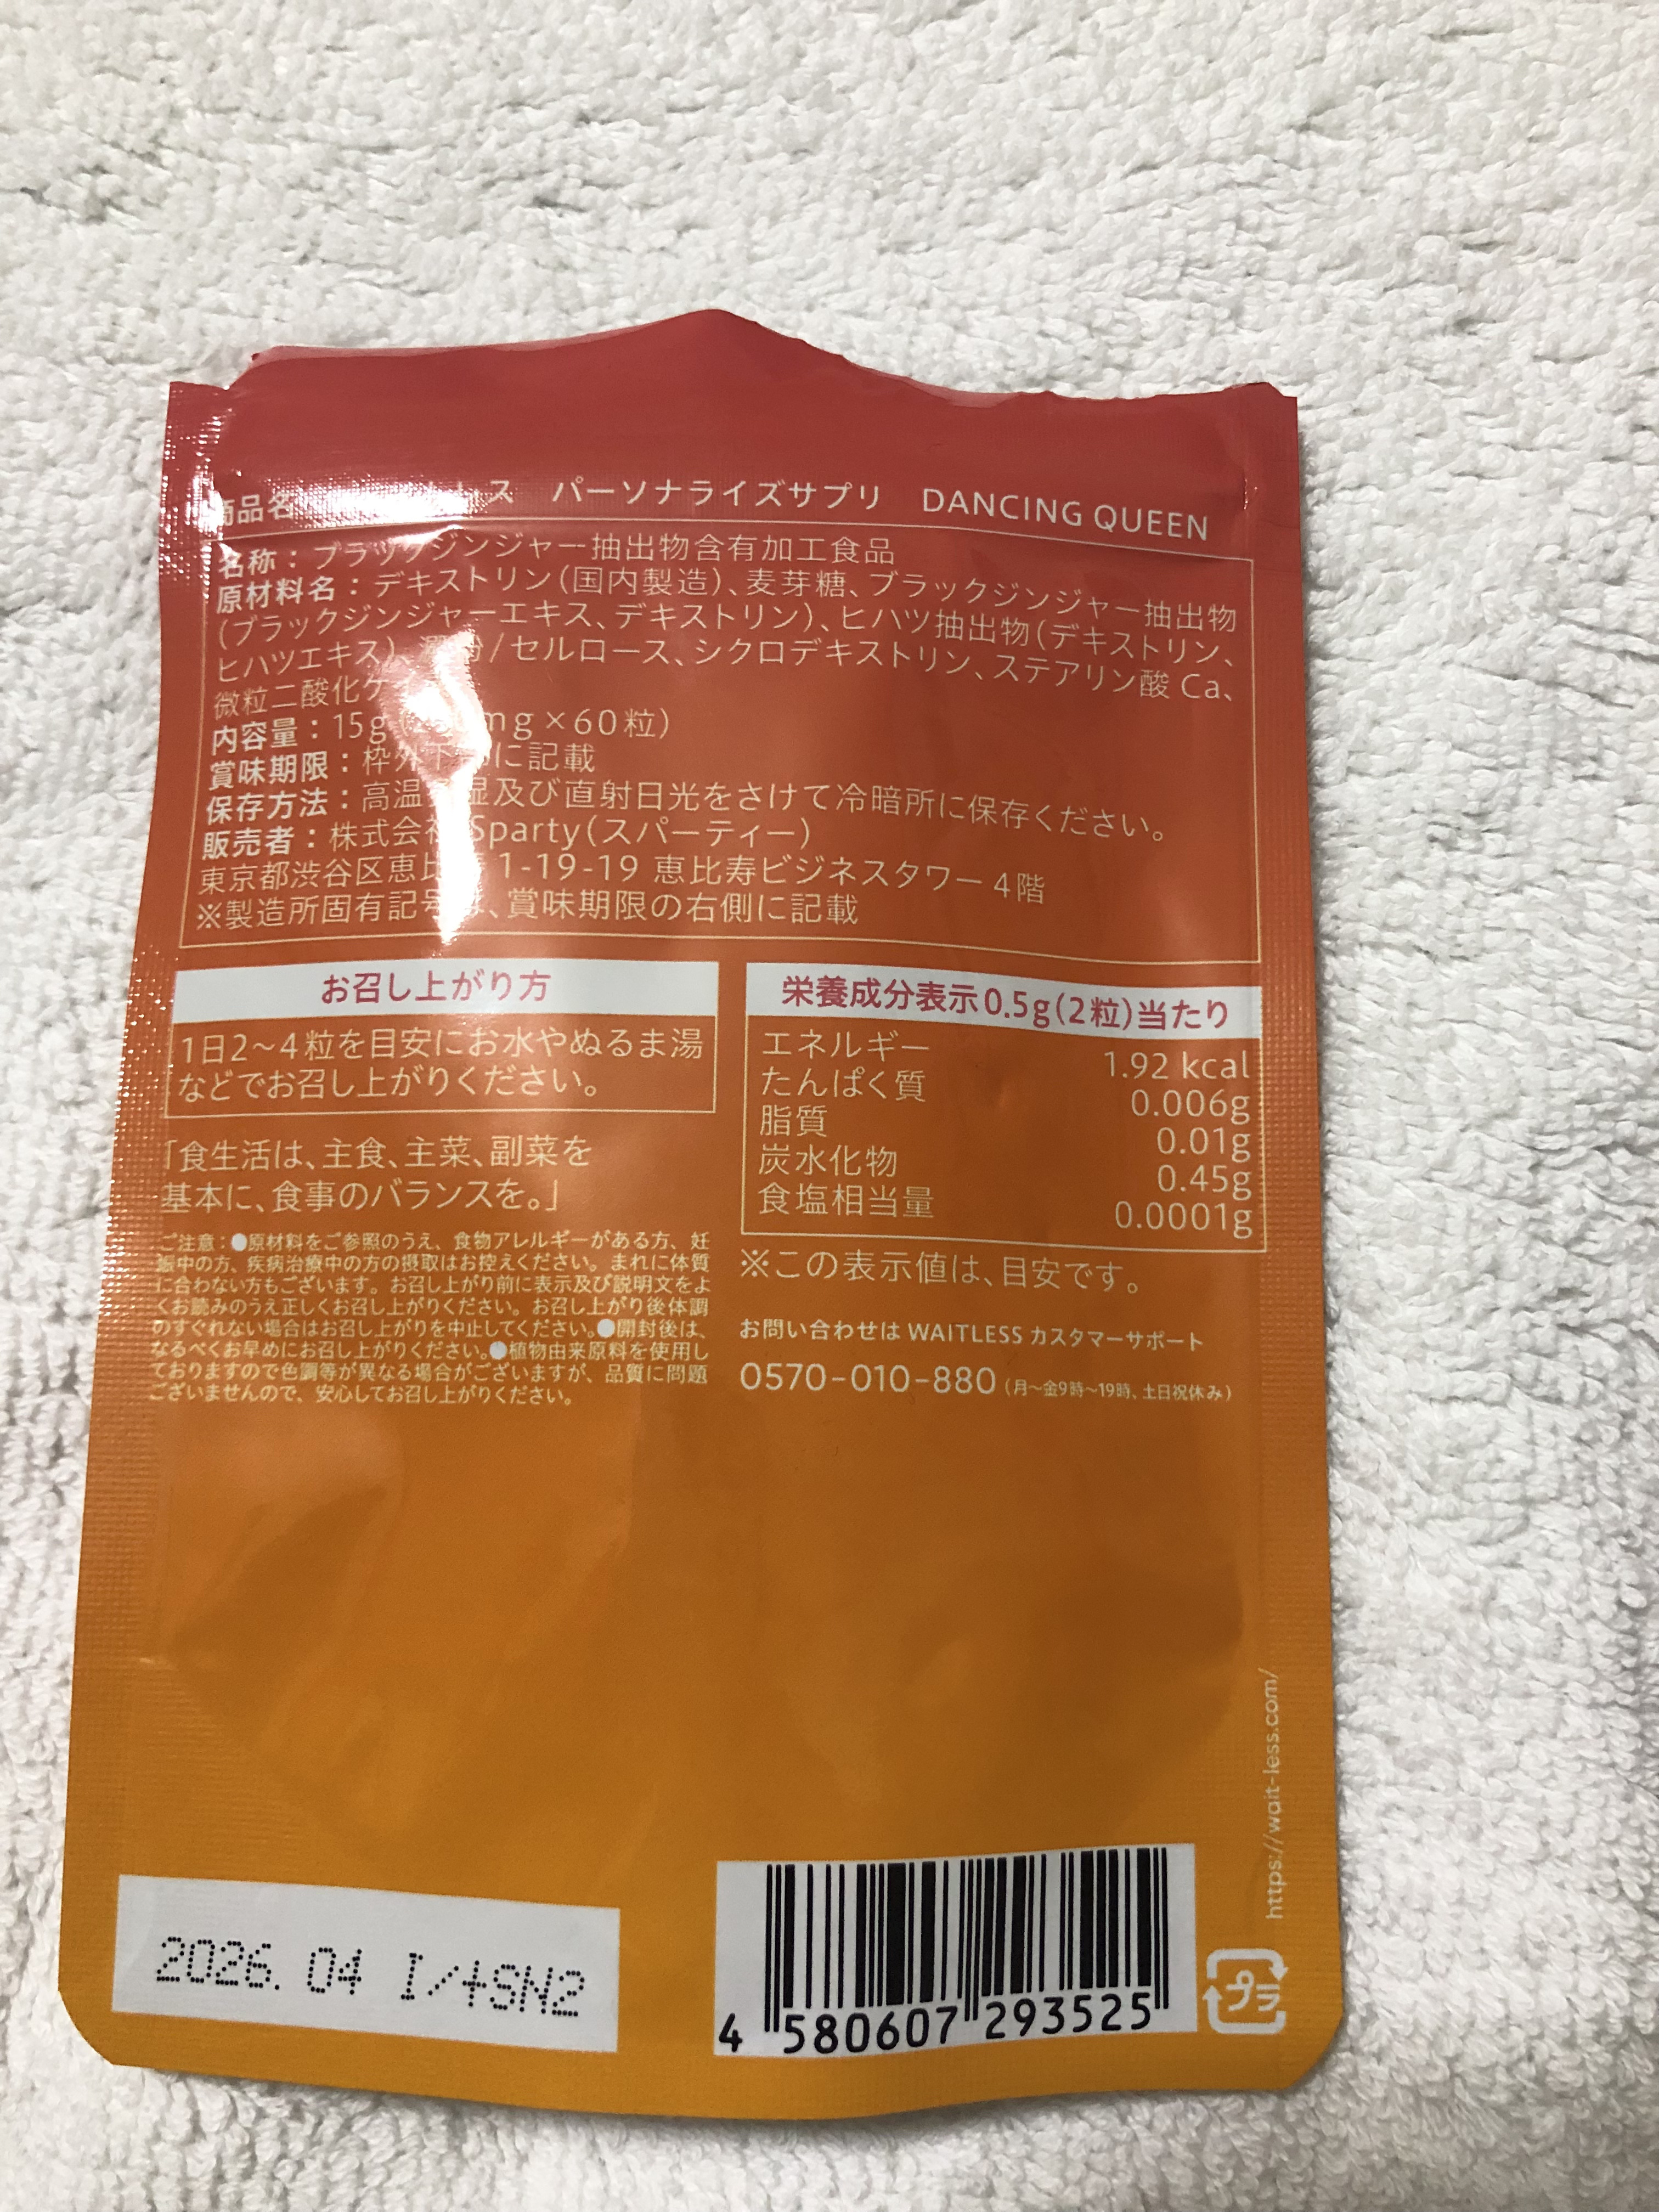 商品名 ス パーソナライズサプリ DANCING QUEEN
名称：ブラックジンジャー抽出物含有加工食品
原材料名：デキストリン(国内製造)、麦芽糖、ブラックジンジャー抽出物
(ブラックジンジャーエキス、デキストリン)、ヒハツ抽出物(デキストリン、
ヒハツエキス) /セルロース、シクロデキストリン、ステアリン酸 Ca、
微粒二酸化ケ
内容量：15g mg×60粒)
賞味期限：枠外下部に記載
保存方法：高温 湿及び直射日光をさけて冷暗所に保存ください。
販売者：株式会社 Sparty(スパーティー)
東京都渋谷区恵比 1-19-19 恵比寿ビジネスタワー 4階
※製造所固有記号は、賞味期限の右側に記載
お召し上がり方
1日2〜4粒を目安にお水やぬるま湯
などでお召し上がりください。
「食生活は、主食、主菜、副菜を
基本に、食事のバランスを。」
ご注意：●原材料をご参照のうえ、食物アレルギーがある方、妊
娠中の方、疾病治療中の方の摂取はお控えください。まれに体質
に合わない方もございます。お召し上がり前に表示及び説明文をよ
くお読みのうえ正しくお召し上がりください。お召し上がり後体調
のすぐれない場合はお召し上がりを中止してください。●開封後は、
なるべくお早めにお召し上がりください。●植物由来原料を使用し
ておりますので色調等が異なる場合がございますが、品質に問題
ございませんので、安心してお召し上がりください。
栄養成分表示0.5g(2粒)当たり
エネルギー 1.92 kcal
たんぱく質 0.006g
脂質 0.01g
炭水化物 0.45g
食塩相当量 0.0001g
※この表示値は、目安です。
お問い合わせは WAITLESS カスタマーサポート
0570-010-880 (月〜金9時〜19時、土日祝休み)
https://wait-less.com/
2026.04 I/+SN2
4 580607 293525
プラ